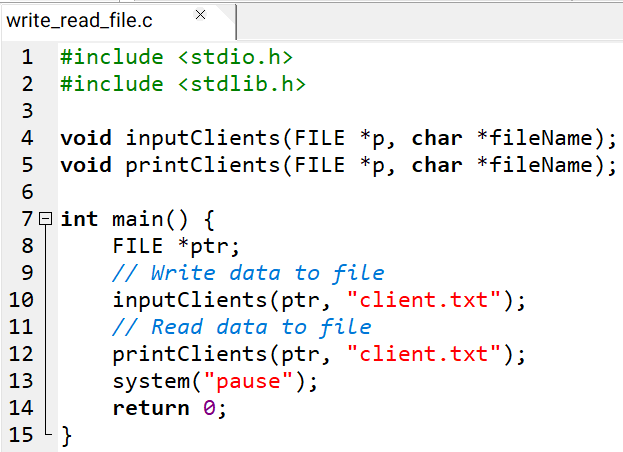 write_read_file.c
1 #include <stdio.h>
2 #include <stdlib.h>
3
4 void inputClients(FILE *p, char *fileName);
5 void printClients(FILE *p, char *fileName);
6
7 int main() {
8 FILE *ptr;
9 // Write data to file
10 inputClients(ptr, "client.txt");
11 // Read data to file
12 printClients(ptr, "client.txt");
13 system("pause");
14 return 0;
15 }